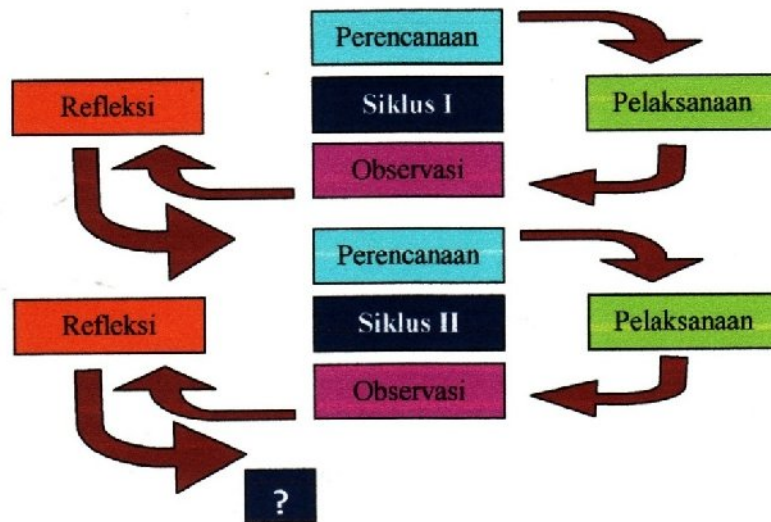 Perencanaan
Refleksi
Siklus I
Pelaksanaan
Observasi
Perencanaan
Refleksi
Siklus II
Pelaksanaan
Observasi
?